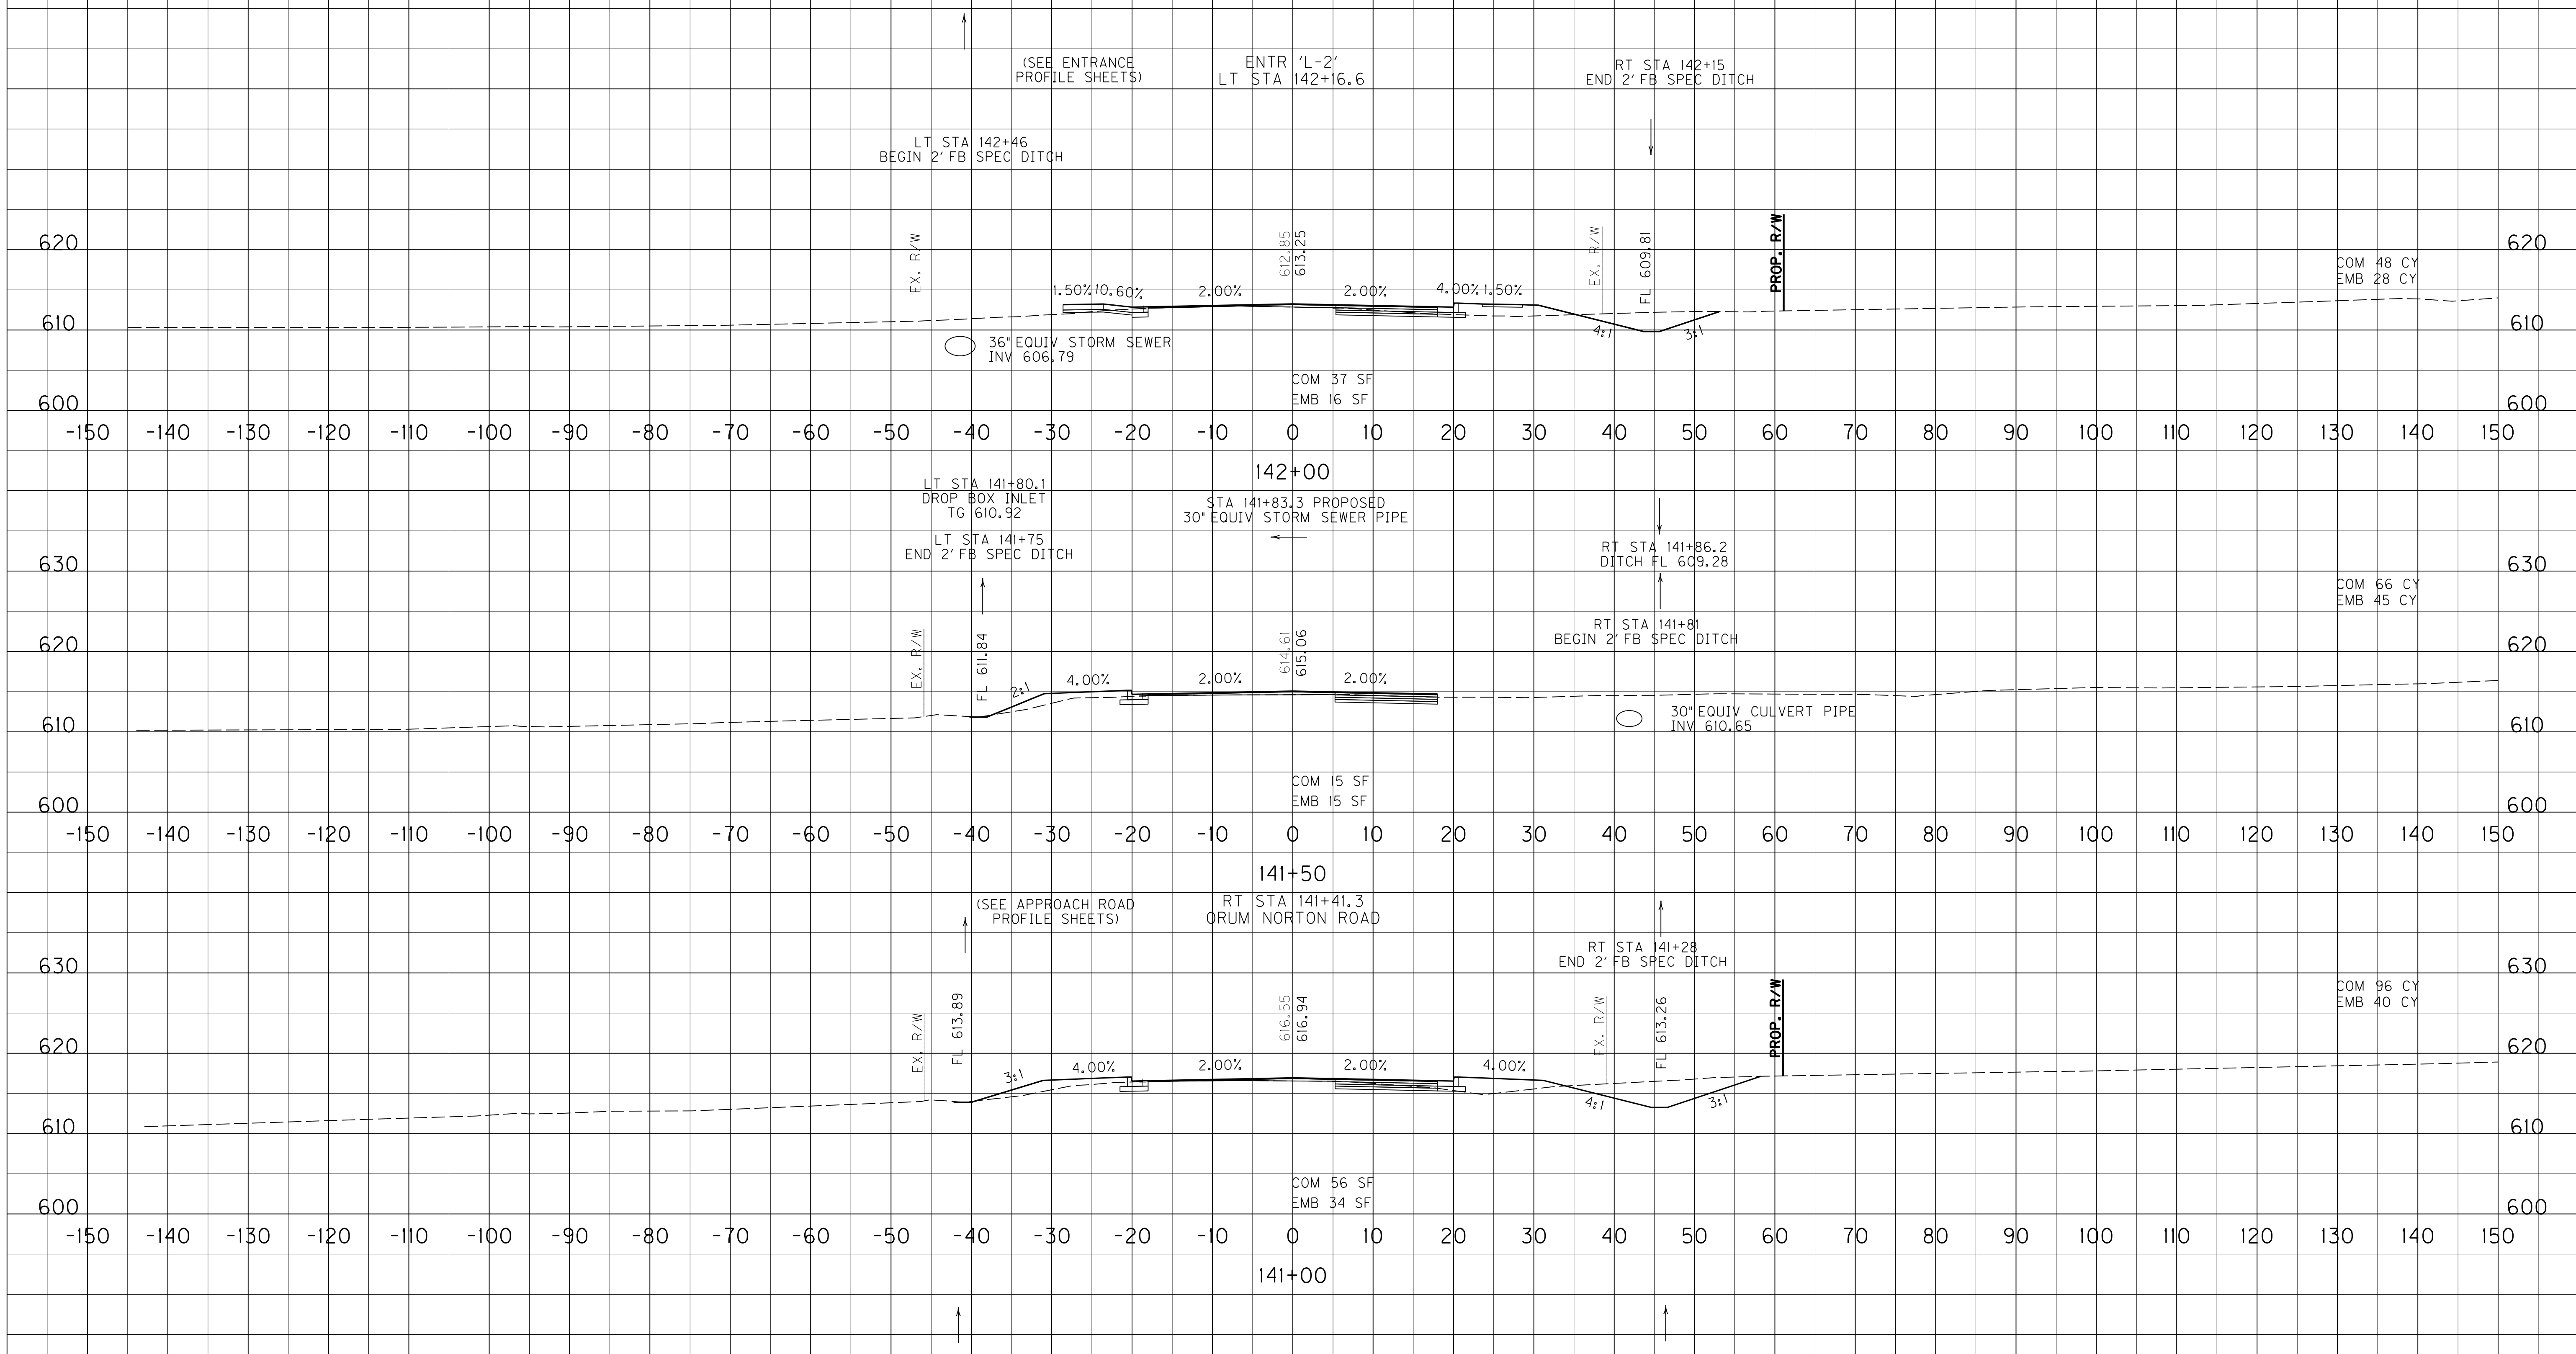 (SEE ENTRANCE
PROFILE SHEETS)
ENTR 'L-2'
LT STA 142+16.6
RT STA 142+15
END 2' FB SPEC DITCH
LT STA 142+46
BEGIN 2' FB SPEC DITCH
EX. R/W
612.85
613.25
EX. R/W
FL 609.81
PROP. R/W
620
620
COM 48 CY
EMB 28 CY
1.50%
10.60%
2.00%
2.00%
4.00%
1.50%
610
4:1
3:1
610
36" EQUIV STORM SEWER
INV 606.79
COM 37 SF
EMB 16 SF
600
600
-150 -140 -130 -120 -110 -100 -90 -80 -70 -60 -50 -40 -30 -20 -10 0 10 20 30 40 50 60 70 80 90 100 110 120 130 140 150
142+00
LT STA 141+80.1
DROP BOX INLET
TG 610.92
STA 141+83.3 PROPOSED
30" EQUIV STORM SEWER PIPE
LT STA 141+75
END 2' FB SPEC DITCH
RT STA 141+86.2
DITCH FL 609.28
630
630
COM 66 CY
EMB 45 CY
RT STA 141+81
BEGIN 2' FB SPEC DITCH
EX. R/W
FL 611.84
614.61
615.06
620
620
2:1
4.00%
2.00%
2.00%
30" EQUIV CULVERT PIPE
INV 610.65
610
610
COM 15 SF
EMB 15 SF
600
600
-150 -140 -130 -120 -110 -100 -90 -80 -70 -60 -50 -40 -30 -20 -10 0 10 20 30 40 50 60 70 80 90 100 110 120 130 140 150
141+50
(SEE APPROACH ROAD
PROFILE SHEETS)
RT STA 141+41.3
ORUM NORTON ROAD
RT STA 141+28
END 2' FB SPEC DITCH
630
630
COM 96 CY
EMB 40 CY
EX. R/W
FL 613.89
616.55
616.94
EX. R/W
FL 613.26
PROP. R/W
620
620
3:1
4.00%
2.00%
2.00%
4.00%
4:1
3:1
610
610
COM 56 SF
EMB 34 SF
600
600
-150 -140 -130 -120 -110 -100 -90 -80 -70 -60 -50 -40 -30 -20 -10 0 10 20 30 40 50 60 70 80 90 100 110 120 130 140 150
141+00